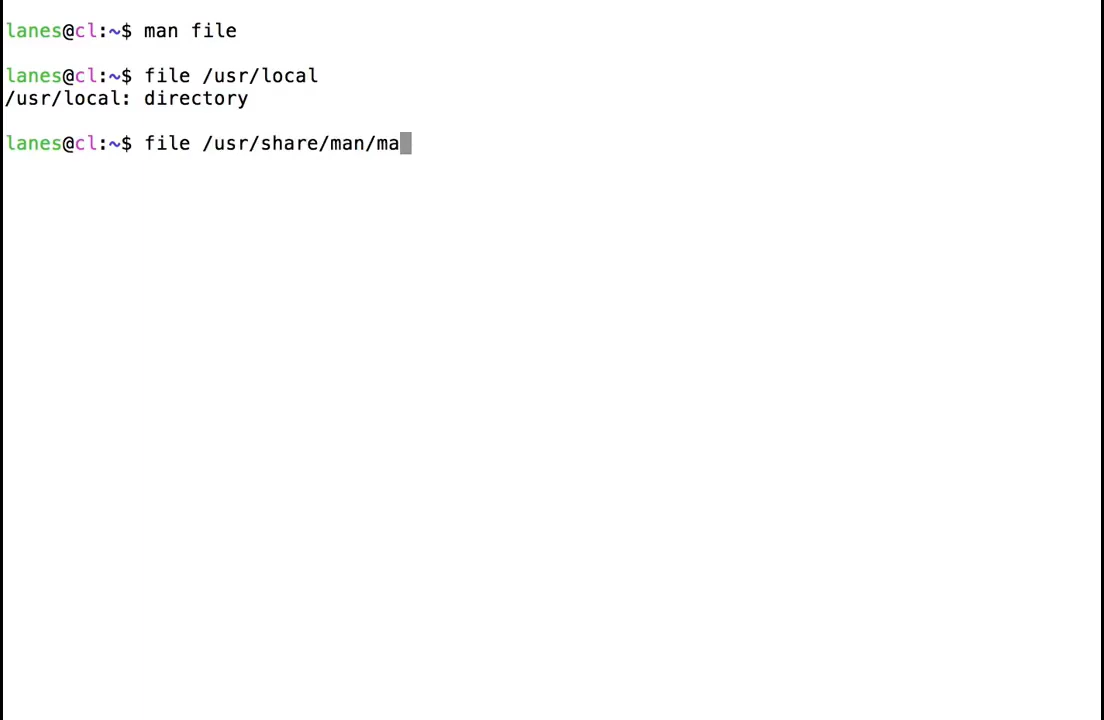 lanes@cl:~$ man file
lanes@cl:~$ file /usr/local
/usr/local: directory
lanes@cl:~$ file /usr/share/man/ma